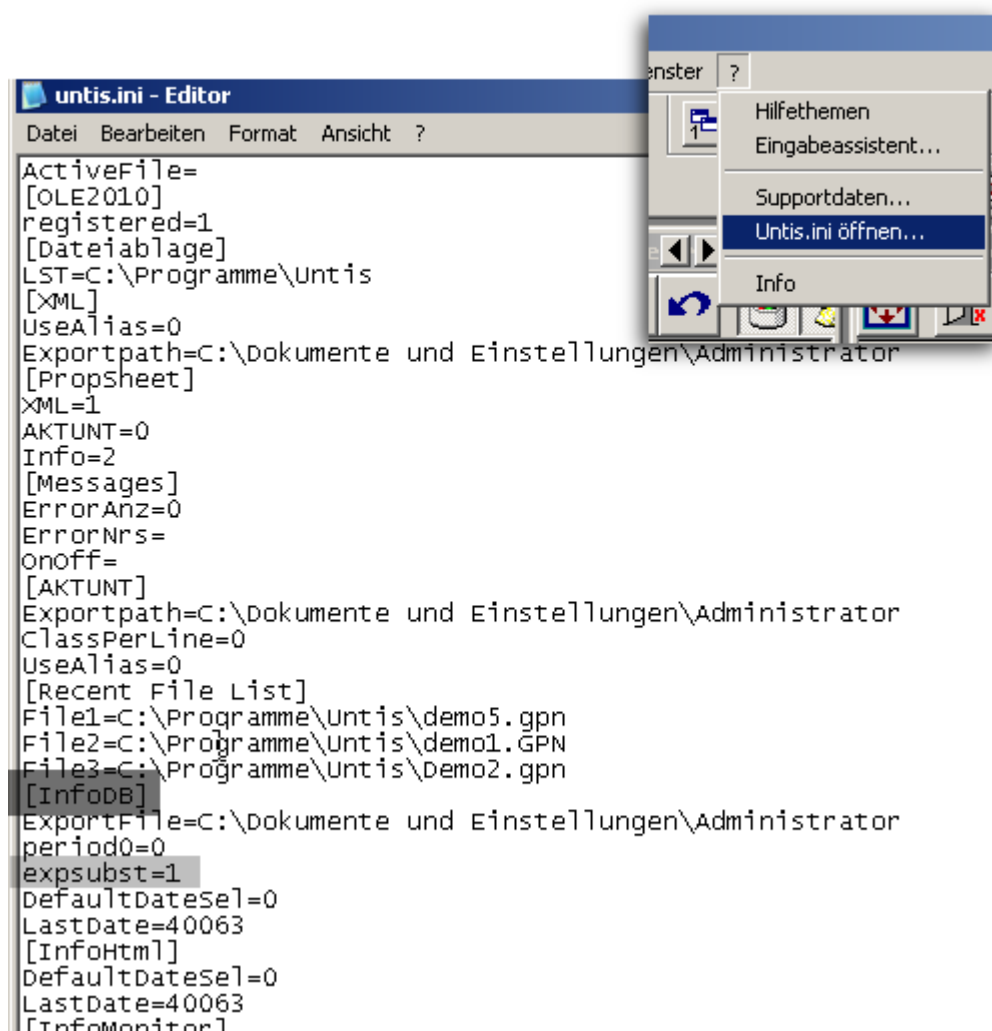 enster ?
Hilfethemen
Eingabeassistent...
Supportdaten...
Untis.ini öffnen...
Info
untis.ini - Editor
Datei Bearbeiten Format Ansicht ?
ActiveFile=
[OLE2010]
registered=1
[Dateiablage]
LST=C:\Programme\Untis
[XML]
UseAlias=0
Exportpath=C:\Dokumente und Einstellungen\Administrator
[PropSheet]
XML=1
AKTUNT=0
Info=2
[Messages]
ErrorAnz=0
ErrorNrs=
OnOff=
[AKTUNT]
Exportpath=C:\Dokumente und Einstellungen\Administrator
ClassPerLine=0
UseAlias=0
[Recent File List]
File1=C:\Programme\Untis\demo5.gpn
File2=C:\Programme\Untis\demo1.GPN
File3=C:\Programme\Untis\Demo2.gpn
[InfoDB]
ExportFile=C:\Dokumente und Einstellungen\Administrator
period0=0
expsubst=1
DefaultDateSel=0
LastDate=40063
[InfoHtml]
DefaultDateSel=0
LastDate=40063
[InfoMonitor]